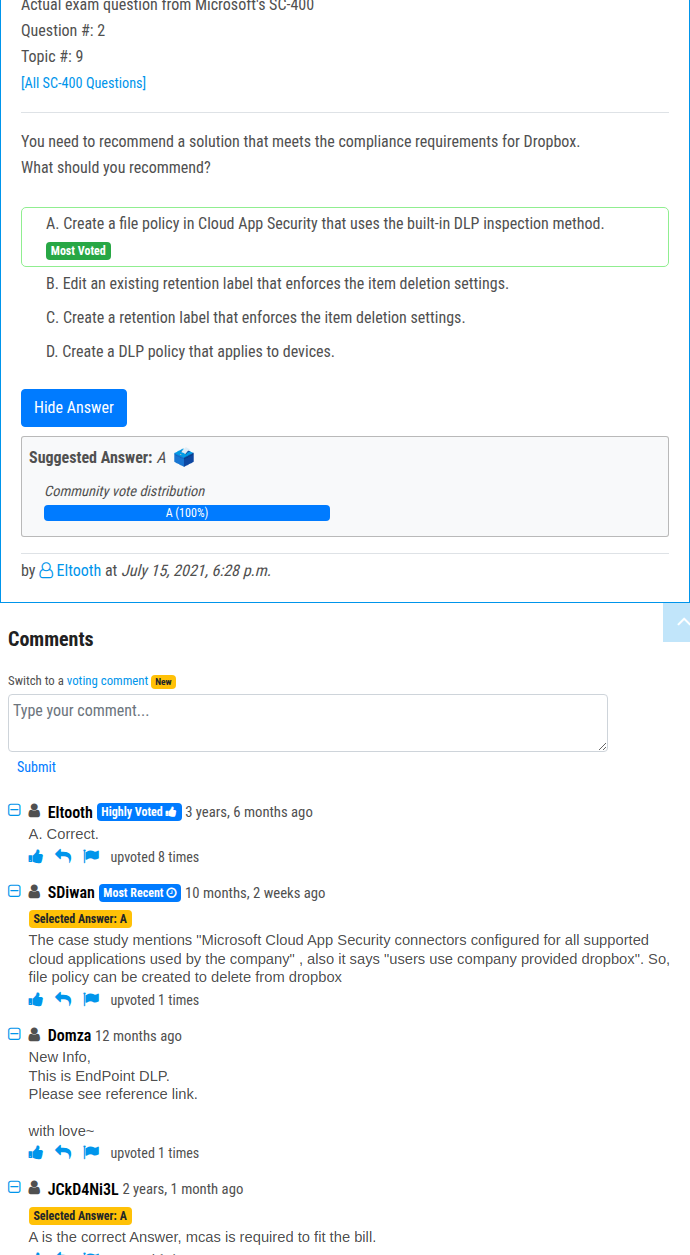 Actual exam question from Microsoft's SC-400
Question #: 2
Topic #: 9
[All SC-400 Questions]
You need to recommend a solution that meets the compliance requirements for Dropbox.
What should you recommend?
A. Create a file policy in Cloud App Security that uses the built-in DLP inspection method.
Most Voted
B. Edit an existing retention label that enforces the item deletion settings.
C. Create a retention label that enforces the item deletion settings.
D. Create a DLP policy that applies to devices.
Hide Answer
Suggested Answer: A
Community vote distribution
A (100%)
by Eltooth at July 15, 2021, 6:28 p.m.
Comments
Switch to a voting comment New
Type your comment...
Submit
Eltooth Highly Voted 3 years, 6 months ago
A. Correct.
upvoted 8 times
SDiwan Most Recent 10 months, 2 weeks ago
Selected Answer: A
The case study mentions "Microsoft Cloud App Security connectors configured for all supported
cloud applications used by the company" , also it says "users use company provided dropbox". So,
file policy can be created to delete from dropbox
upvoted 1 times
Domza 12 months ago
New Info,
This is EndPoint DLP.
Please see reference link.
with love~
upvoted 1 times
JCkD4Ni3L 2 years, 1 month ago
Selected Answer: A
A is the correct Answer, mcas is required to fit the bill.